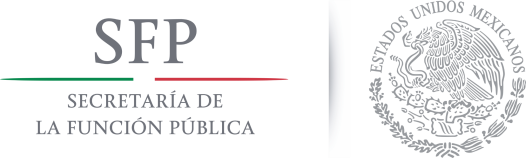 SFP
SECRETARÍA DE
LA FUNCIÓN PÚBLICA
ESTADOS UNIDOS MEXICANOS